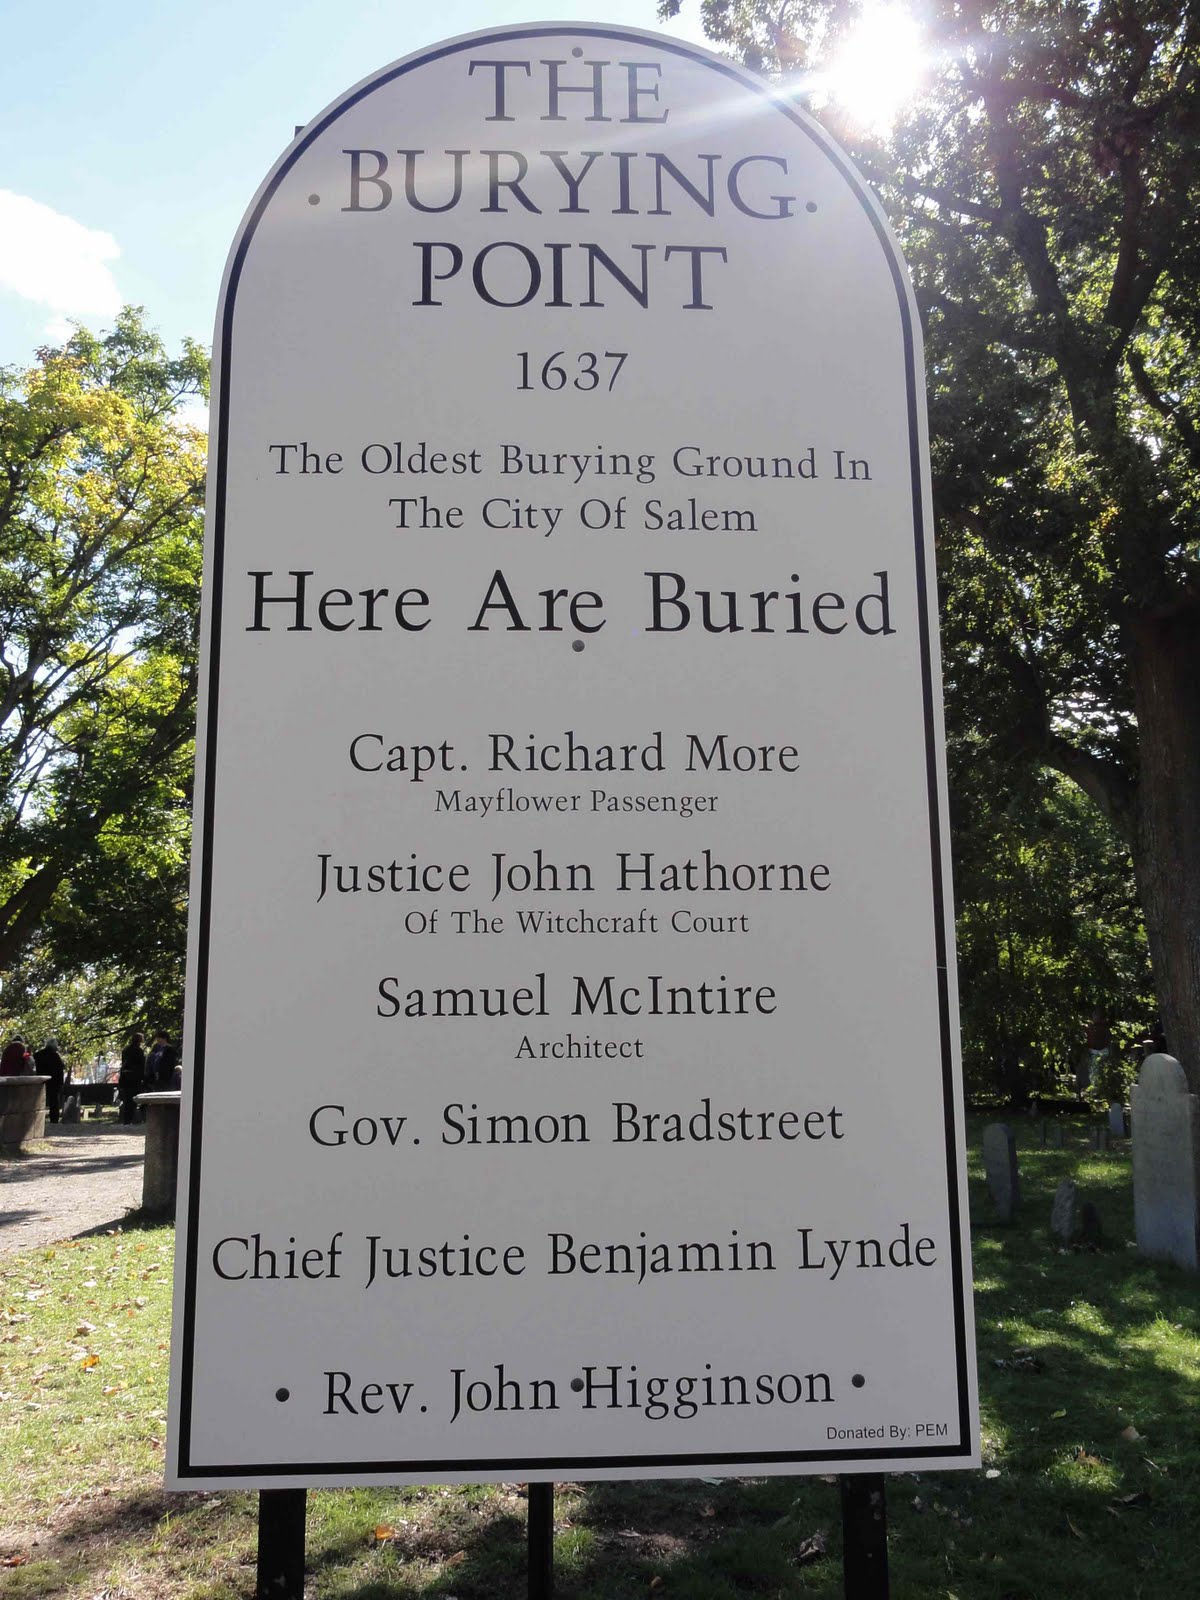 THE
BURYING
POINT
1637
The Oldest Burying Ground In
The City Of Salem
Here Are Buried
Capt. Richard More
Mayflower Passenger
Justice John Hathorne
Of The Witchcraft Court
Samuel McIntire
Architect
Gov. Simon Bradstreet
Chief Justice Benjamin Lynde
Rev. John Higginson
Donated By: PEM